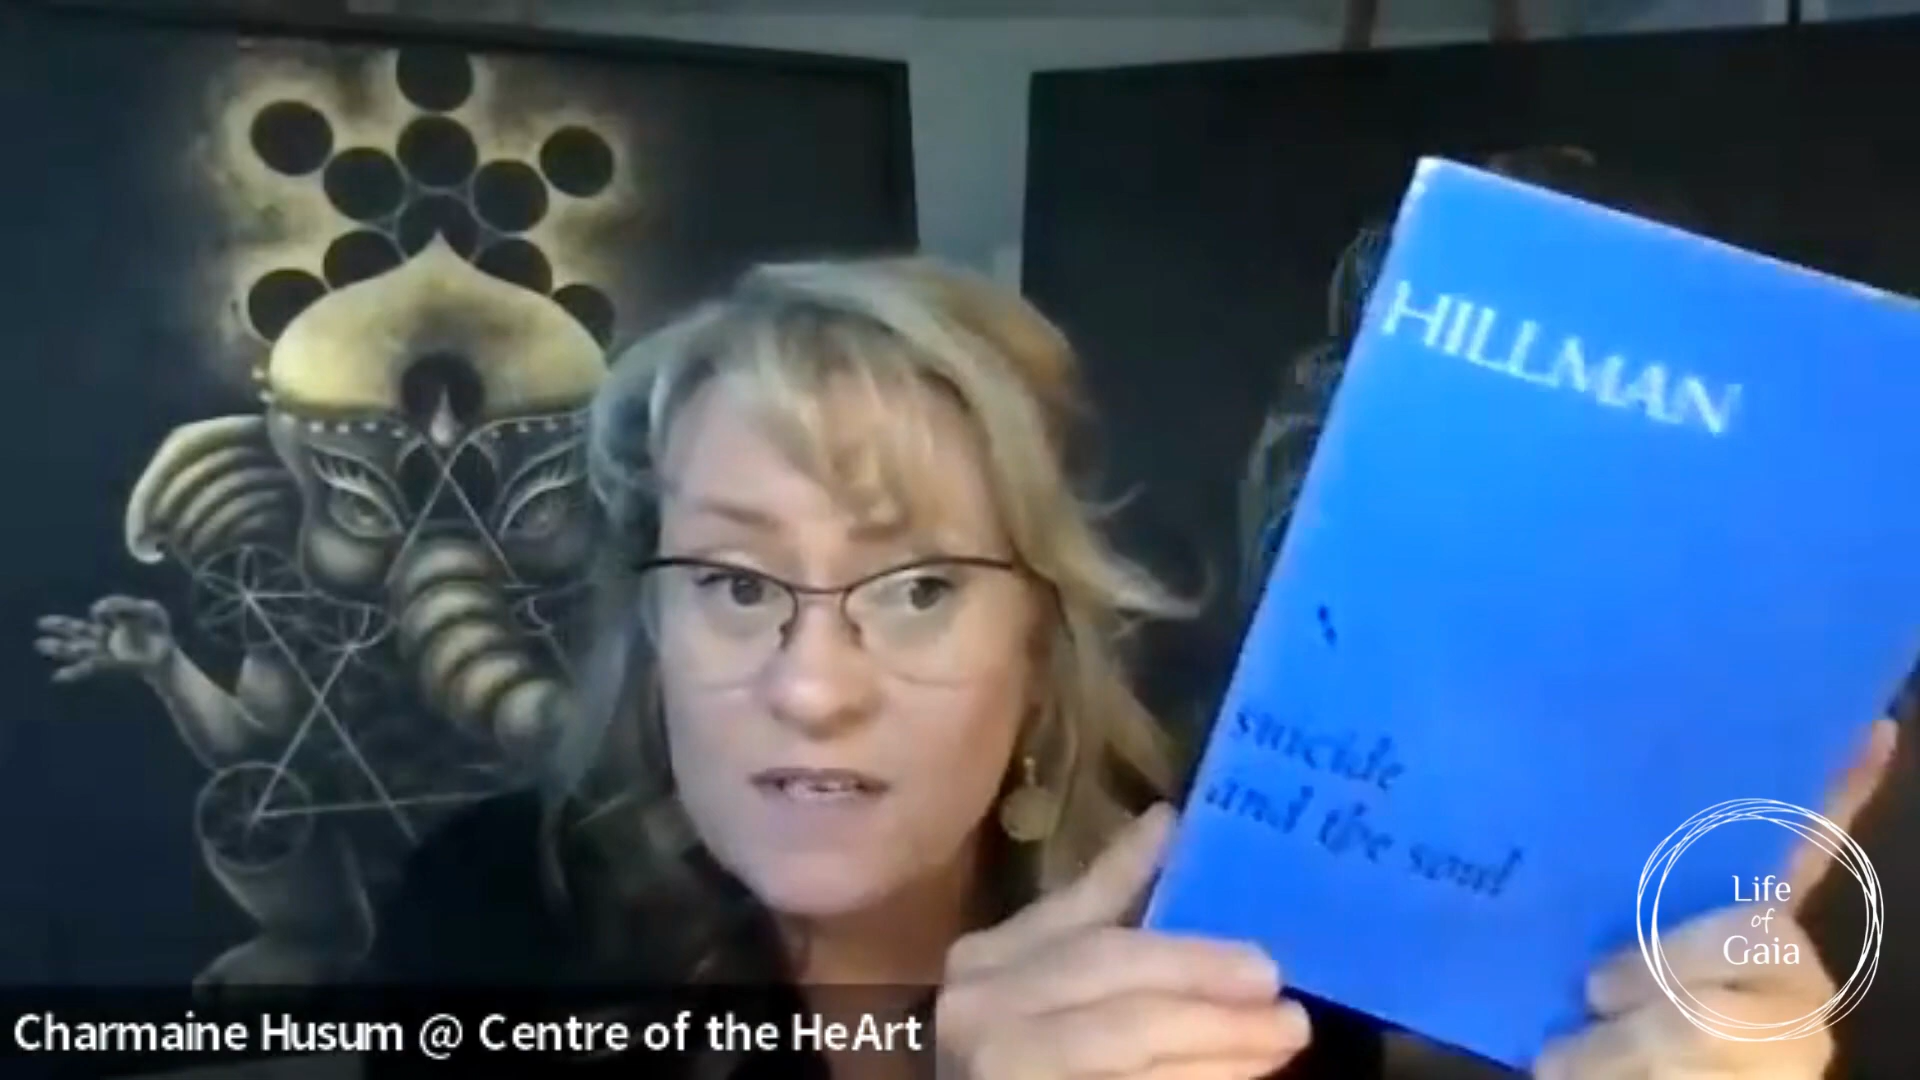 HILLMAN
suicide
and the soul
Life
of
Gaia
Charmaine Husum @ Centre of the HeArt